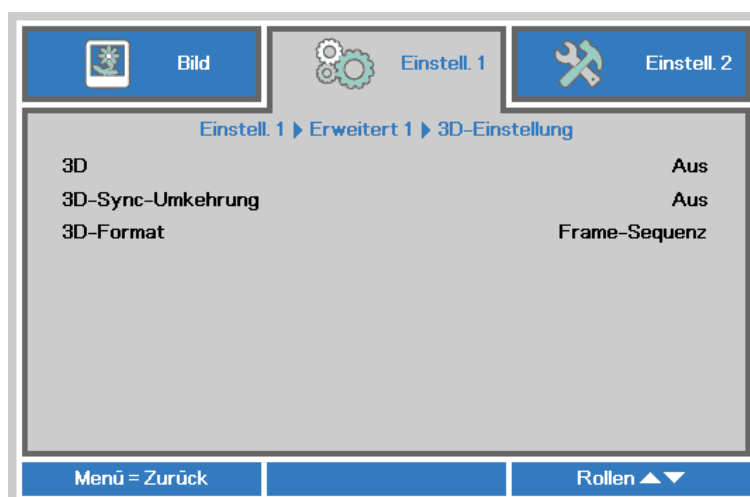 Bild
Einstell. 1
Einstell. 2
Einstell. 1 ▶ Erweitert 1 ▶ 3D-Einstellung
3D Aus
3D-Sync-Umkehrung Aus
3D-Format Frame-Sequenz
Menü = Zurück
Rollen ▲▼